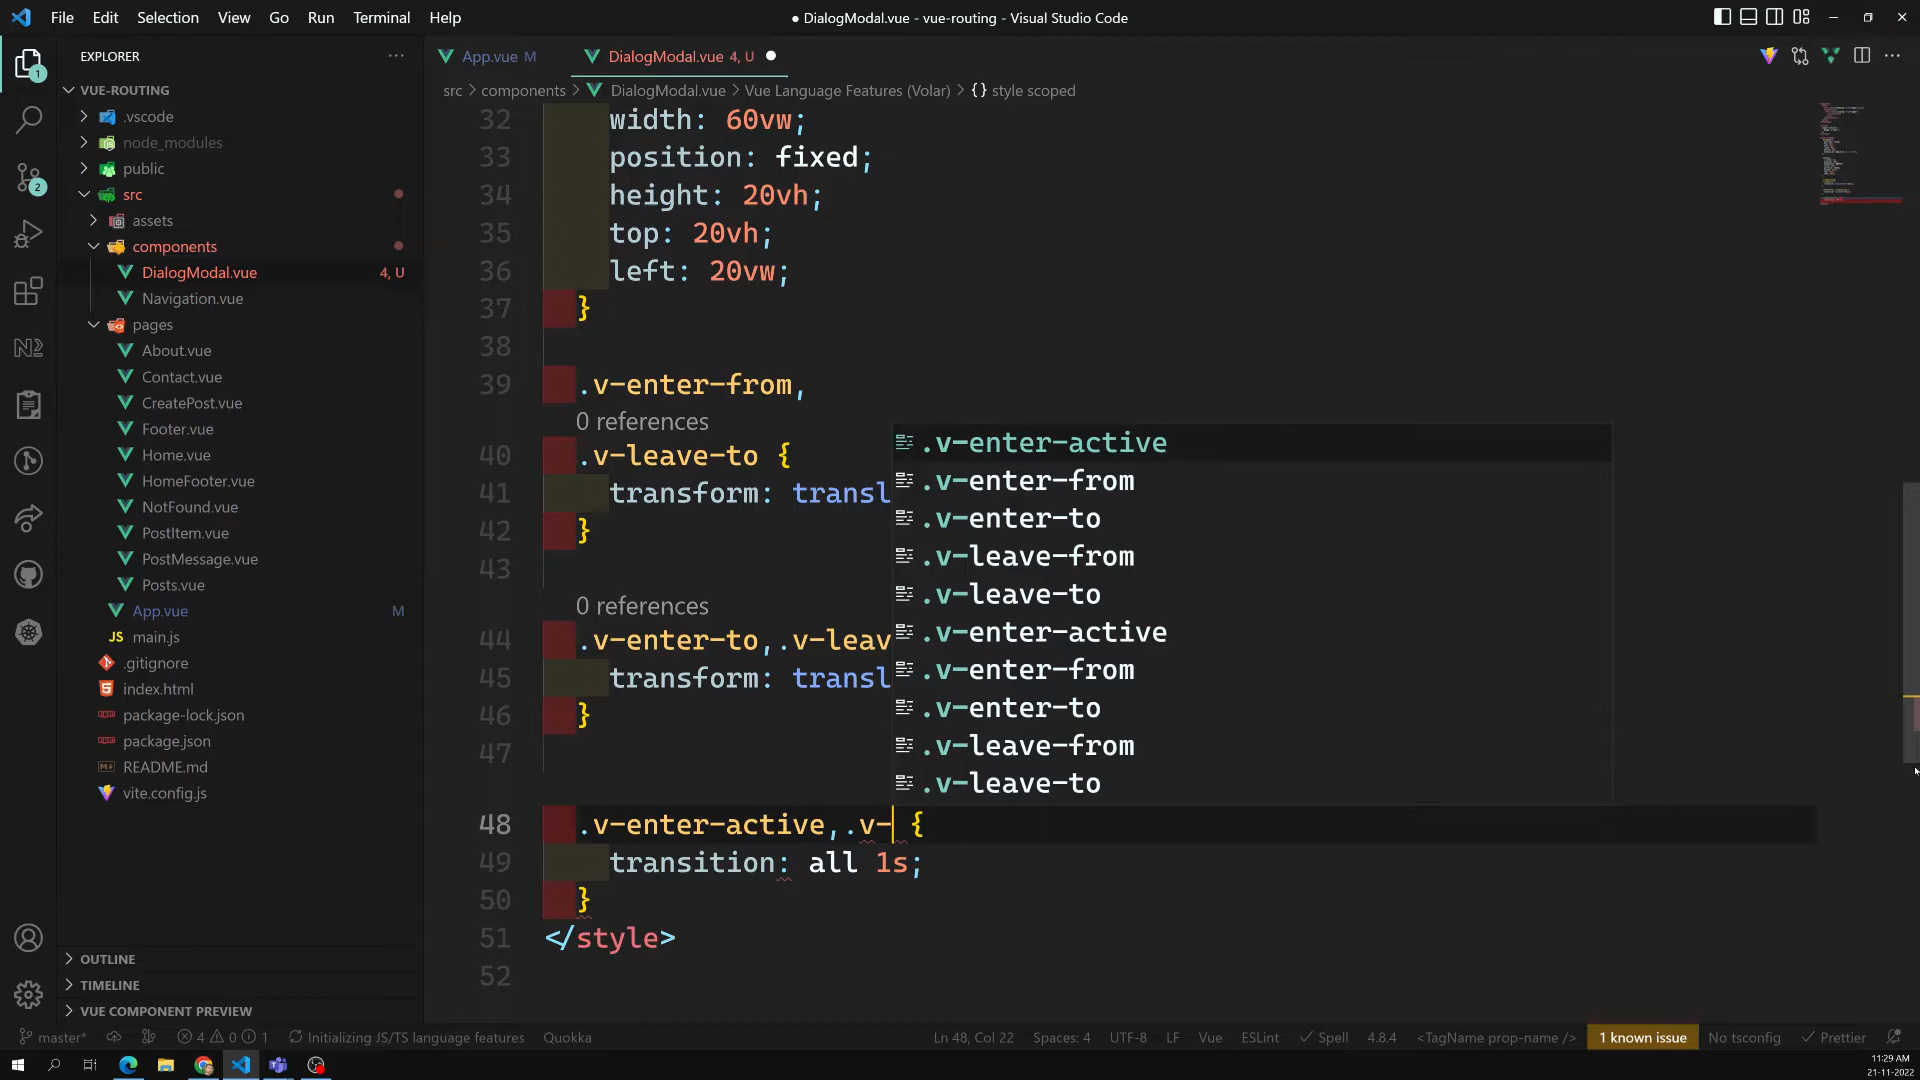 File Edit Selection View Go Run Terminal Help
● DialogModal.vue - vue-routing - Visual Studio Code
EXPLORER
VUE-ROUTING
.vscode
node_modules
public
src
assets
components
DialogModal.vue 4, U
Navigation.vue
pages
About.vue
Contact.vue
CreatePost.vue
Footer.vue
Home.vue
HomeFooter.vue
NotFound.vue
PostItem.vue
PostMessage.vue
Posts.vue
App.vue M
main.js
.gitignore
index.html
package-lock.json
package.json
README.md
vite.config.js
OUTLINE
TIMELINE
VUE COMPONENT PREVIEW
App.vue M DialogModal.vue 4, U
src > components > DialogModal.vue > Vue Language Features (Volar) > {} style scoped
32 width: 60vw;
33 position: fixed;
34 height: 20vh;
35 top: 20vh;
36 left: 20vw;
37 }
38
39 .v-enter-from,
0 references
40 .v-leave-to {
41 transform: transl
42 }
43
0 references
44 .v-enter-to,.v-leav
45 transform: transl
46 }
47
48 .v-enter-active,.v- {
49 transition: all 1s;
50 }
51 </style>
52
.v-enter-active
.v-enter-from
.v-enter-to
.v-leave-from
.v-leave-to
.v-enter-active
.v-enter-from
.v-enter-to
.v-leave-from
.v-leave-to
master* 4 0 1 Initializing JS/TS language features Quokka
Ln 48, Col 22 Spaces: 4 UTF-8 LF Vue ESLint Spell 4.8.4 <TagName prop-name /> 1 known issue No tsconfig Prettier
11:29 AM
21-11-2022